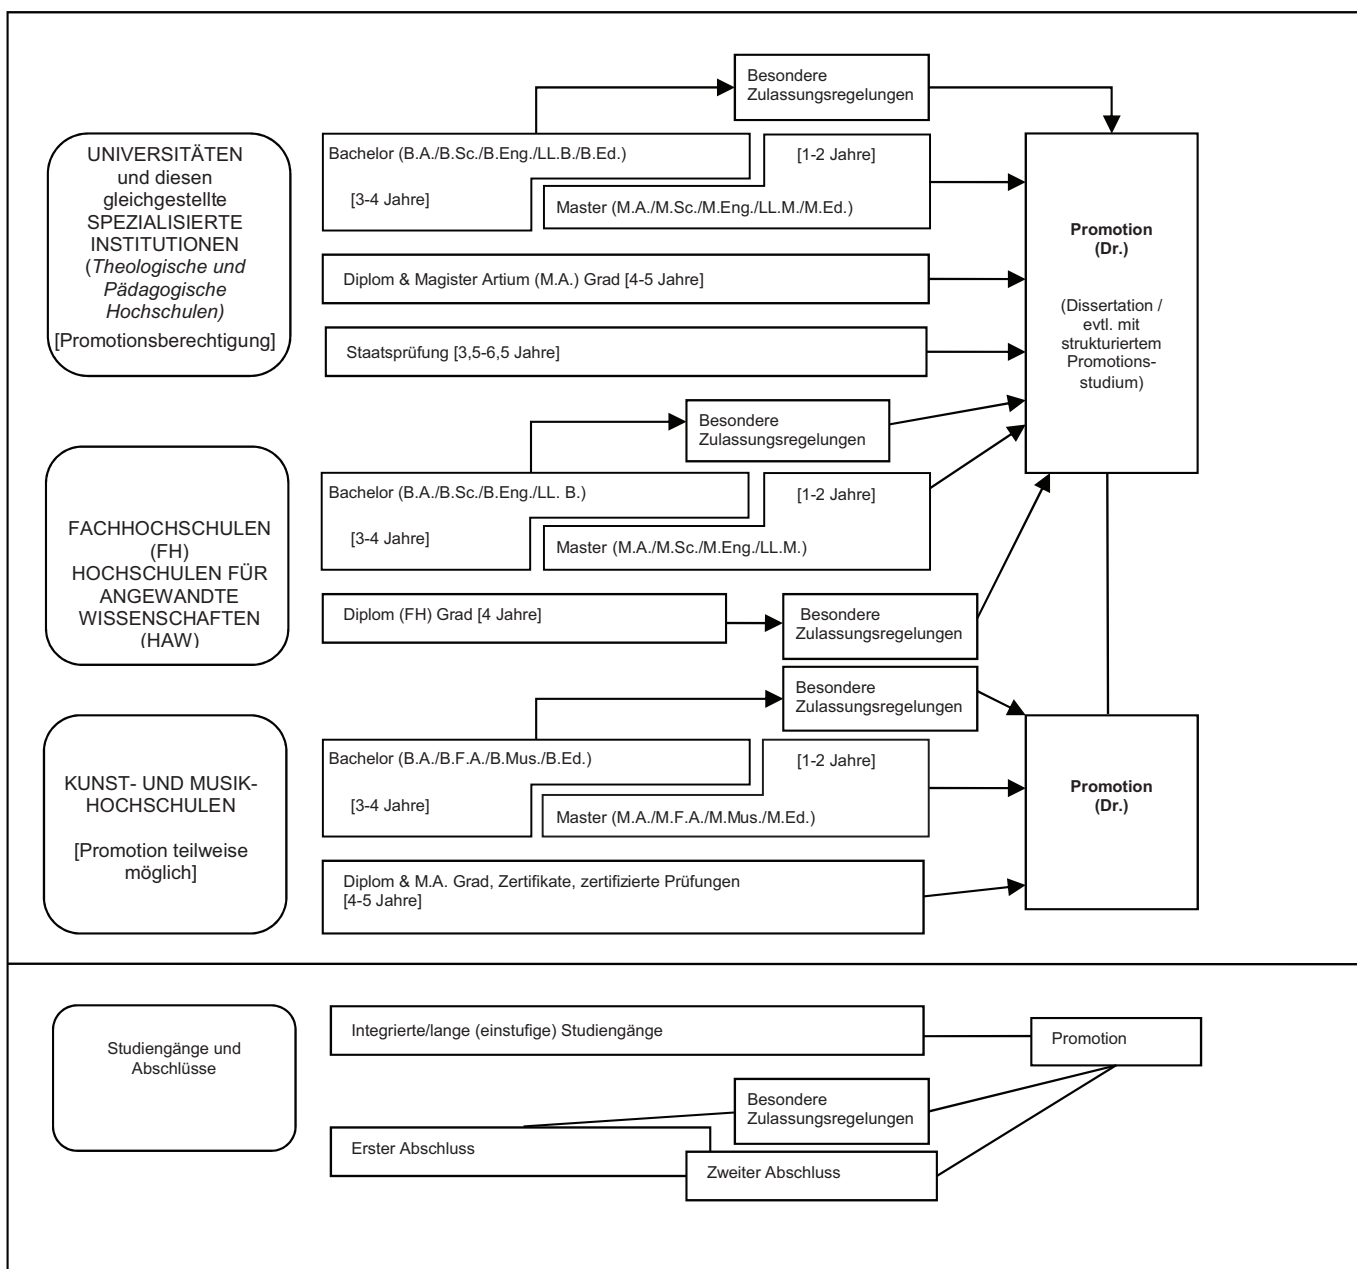 Besondere
Zulassungsregelungen
UNIVERSITÄTEN
und diesen
gleichgestellte
SPEZIALISIERTE
INSTITUTIONEN
(Theologische und
Pädagogische
Hochschulen)
[Promotionsberechtigung]
Bachelor (B.A./B.Sc./B.Eng./LL.B./B.Ed.)
[3-4 Jahre]
[1-2 Jahre]
Master (M.A./M.Sc./M.Eng./LL.M./M.Ed.)
Diplom & Magister Artium (M.A.) Grad [4-5 Jahre]
Staatsprüfung [3,5-6,5 Jahre]
Promotion
(Dr.)
(Dissertation /
evtl. mit
strukturiertem
Promotions-
studium)
Besondere
Zulassungsregelungen
FACHHOCHSCHULEN
(FH)
HOCHSCHULEN FÜR
ANGEWANDTE
WISSENSCHAFTEN
(HAW)
Bachelor (B.A./B.Sc./B.Eng./LL. B.)
[3-4 Jahre]
[1-2 Jahre]
Master (M.A./M.Sc./M.Eng./LL.M.)
Diplom (FH) Grad [4 Jahre]
Besondere
Zulassungsregelungen
Besondere
Zulassungsregelungen
KUNST- UND MUSIK-
HOCHSCHULEN
[Promotion teilweise
möglich]
Bachelor (B.A./B.F.A./B.Mus./B.Ed.)
[3-4 Jahre]
[1-2 Jahre]
Master (M.A./M.F.A./M.Mus./M.Ed.)
Diplom & M.A. Grad, Zertifikate, zertifizierte Prüfungen
[4-5 Jahre]
Promotion
(Dr.)
Studiengänge und
Abschlüsse
Integrierte/lange (einstufige) Studiengänge
Promotion
Besondere
Zulassungsregelungen
Erster Abschluss
Zweiter Abschluss